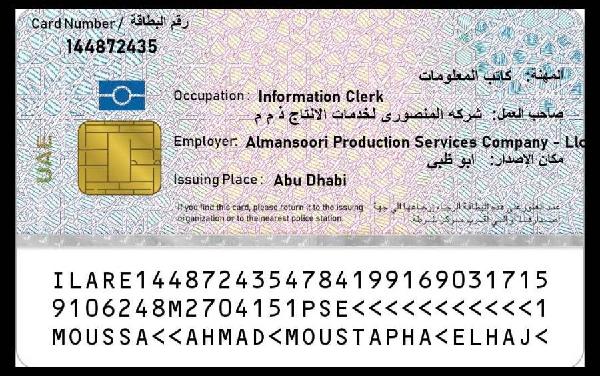 Card Number / رقم البطاقة
144872435
المهنة: كاتب المعلومات
Occupation: Information Clerk
صاحب العمل: شركه المنصورى لخدمات الانتاج ذ م م
Employer: Almansoori Production Services Company - Llc
مكان الاصدار: ابو ظبي
Issuing Place: Abu Dhabi
UAE
If you find this card, please return it to the issuing
organization or to the nearest police station.
ILARE1448724354784199169031715
9106248M2704151PSE<<<<<<<<<<<1
MOUSSA<<AHMAD<MOUSTAPHA<ELHAJ<